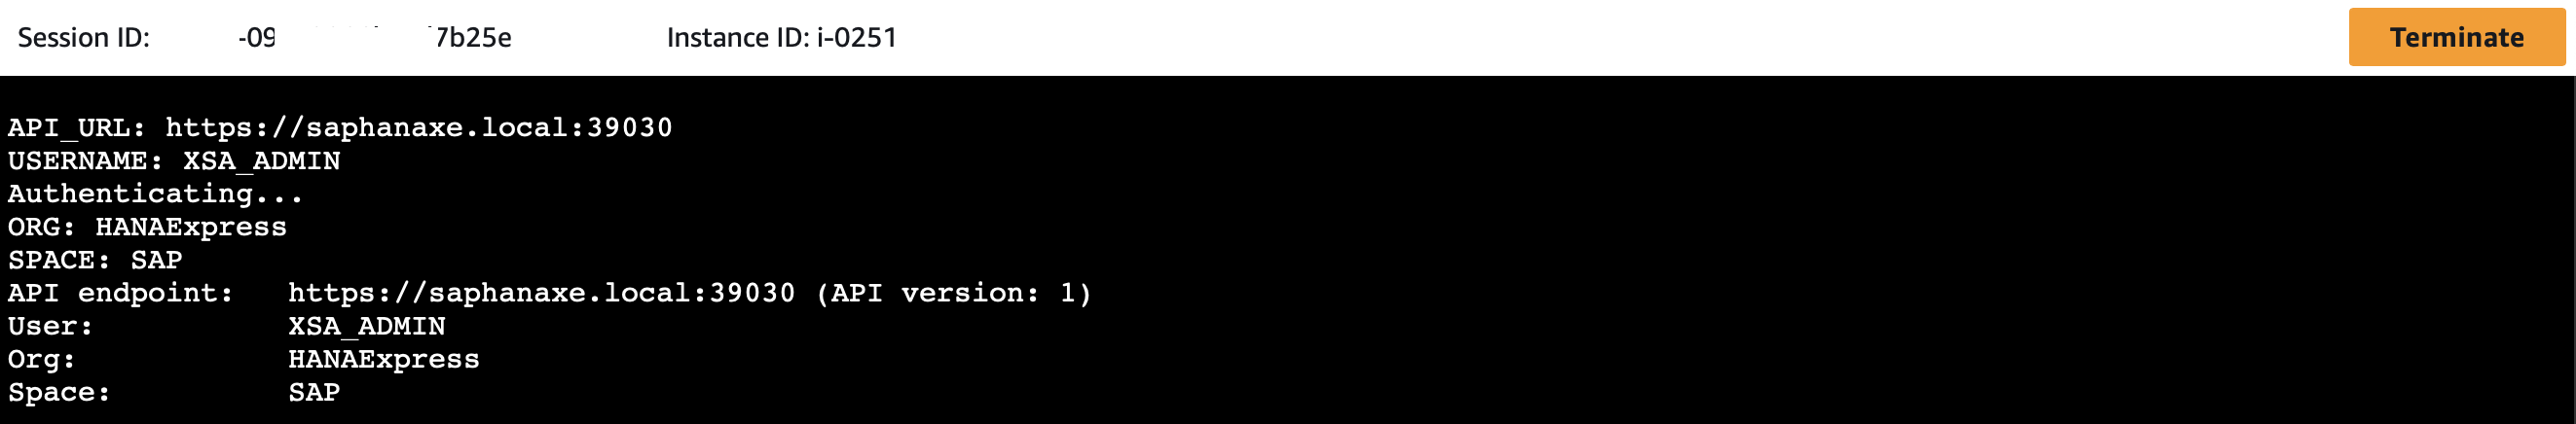 Session ID: -09 7b25e Instance ID: i-0251 Terminate
API_URL: https://saphanaxe.local:39030
USERNAME: XSA_ADMIN
Authenticating...
ORG: HANAExpress
SPACE: SAP
API endpoint: https://saphanaxe.local:39030 (API version: 1)
User: XSA_ADMIN
Org: HANAExpress
Space: SAP